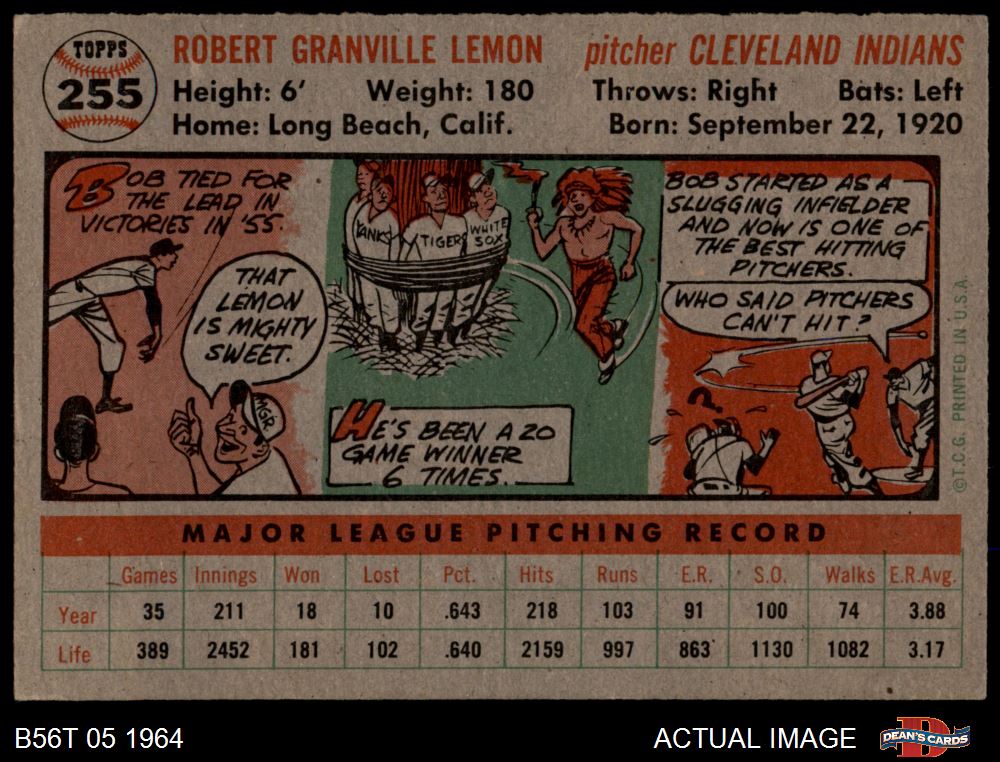 TOPPS
255
ROBERT GRANVILLE LEMON
pitcher CLEVELAND INDIANS
Height: 6'
Weight: 180
Throws: Right
Bats: Left
Home: Long Beach, Calif.
Born: September 22, 1920
BOB TIED FOR
THE LEAD IN
VICTORIES IN '55.
THAT
LEMON
IS MIGHTY
SWEET.
MGR
YANKS
TIGERS
WHITE
SOX
HE'S BEEN A 20
GAME WINNER
6 TIMES.
BOB STARTED AS A
SLUGGING INFIELDER
AND NOW IS ONE OF
THE BEST HITTING
PITCHERS.
WHO SAID PITCHERS
CAN'T HIT?
?
©T.C.G. PRINTED IN U.S.A.
MAJOR LEAGUE PITCHING RECORD
Games Innings Won Lost Pct. Hits Runs E.R. S.O. Walks E.R.Avg.
Year 35 211 18 10 .643 218 103 91 100 74 3.88
Life 389 2452 181 102 .640 2159 997 863 1130 1082 3.17
B56T 05 1964
ACTUAL IMAGE
D
DEAN'S CARDS